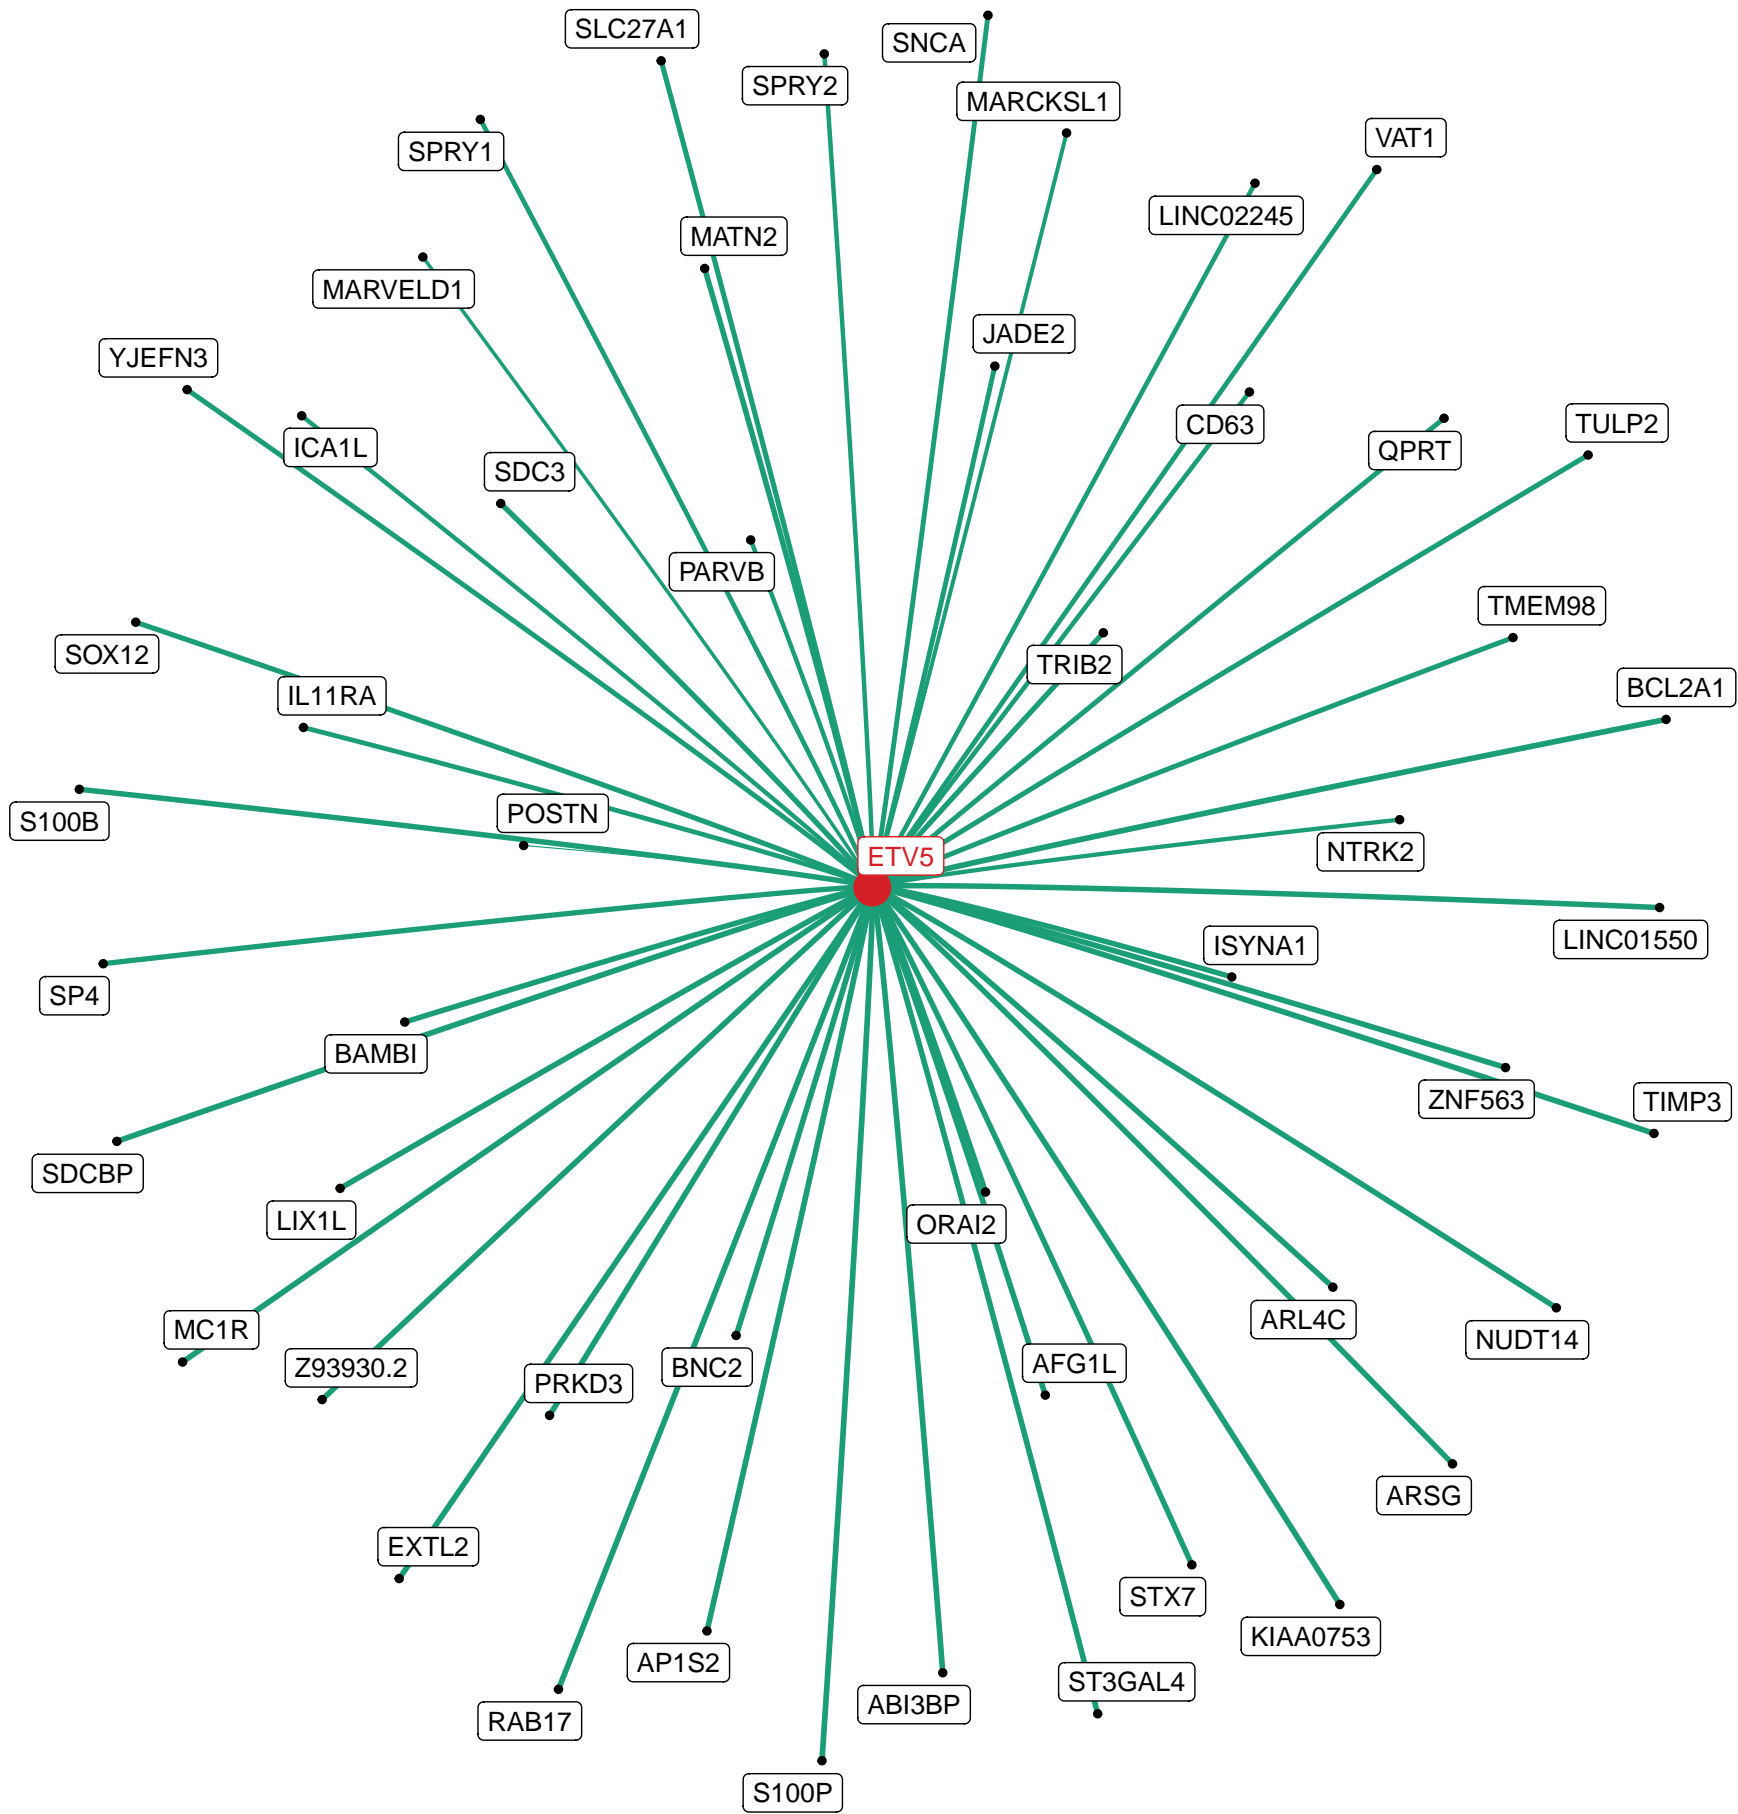 SLC27A1
SNCA
SPRY2
MARCKSL1
VAT1
SPRY1
LINC02245
MATN2
MARVELD1
JADE2
YJEFN3
CD63
TULP2
ICA1L
QPRT
SDC3
PARVB
TMEM98
SOX12
TRIB2
BCL2A1
IL11RA
POSTN
S100B
NTRK2
ETV5
LINC01550
ISYNA1
SP4
BAMBI
ZNF563
TIMP3
SDCBP
LIX1L
ORAI2
ARL4C
MC1R
NUDT14
AFG1L
Z93930.2
BNC2
PRKD3
ARSG
EXTL2
STX7
KIAA0753
AP1S2
ST3GAL4
ABI3BP
RAB17
S100P